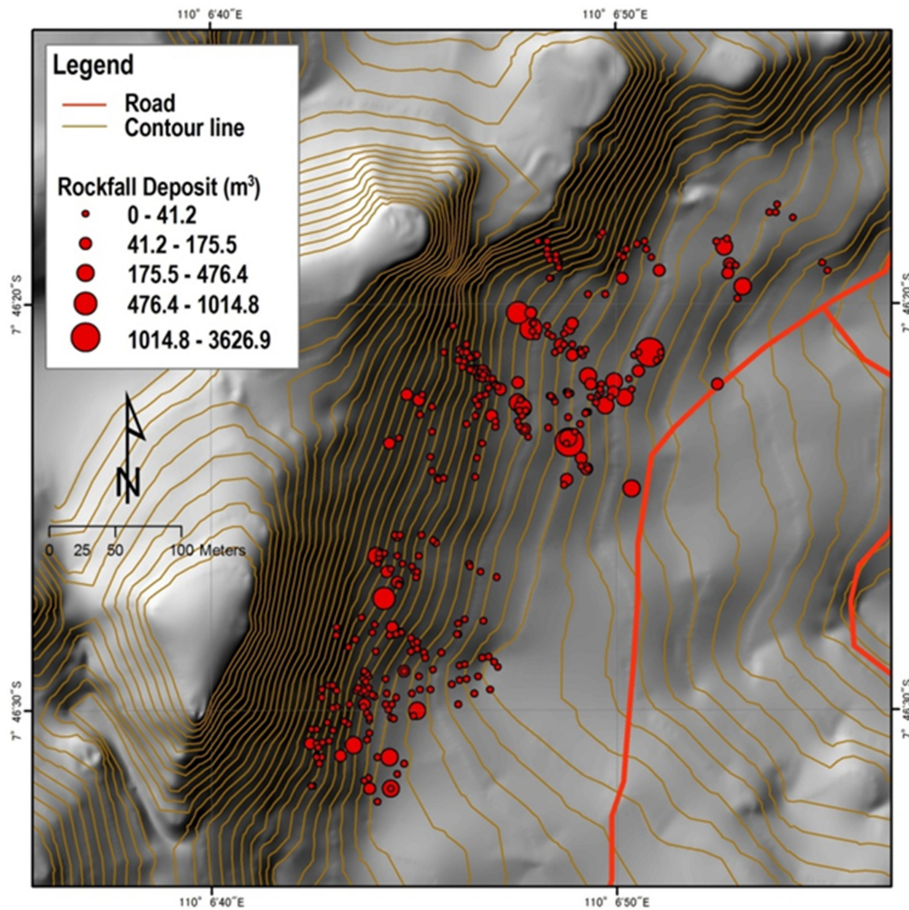 110° 6'40"E 110° 6'50"E
Legend
Road
Contour line
Rockfall Deposit (m³)
0 - 41.2
41.2 - 175.5
175.5 - 476.4
476.4 - 1014.8
1014.8 - 3626.9
7° 46'20"S 7° 46'20"S
N
0 25 50 100 Meters
7° 46'30"S 7° 46'30"S
110° 6'40"E 110° 6'50"E